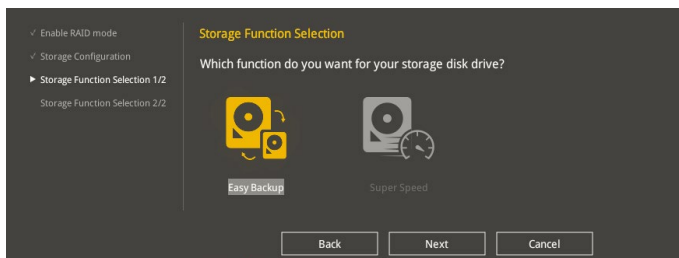 ✓ Enable RAID mode
✓ Storage Configuration
▶ Storage Function Selection 1/2
Storage Function Selection 2/2
Storage Function Selection
Which function do you want for your storage disk drive?
Easy Backup
Super Speed
Back
Next
Cancel